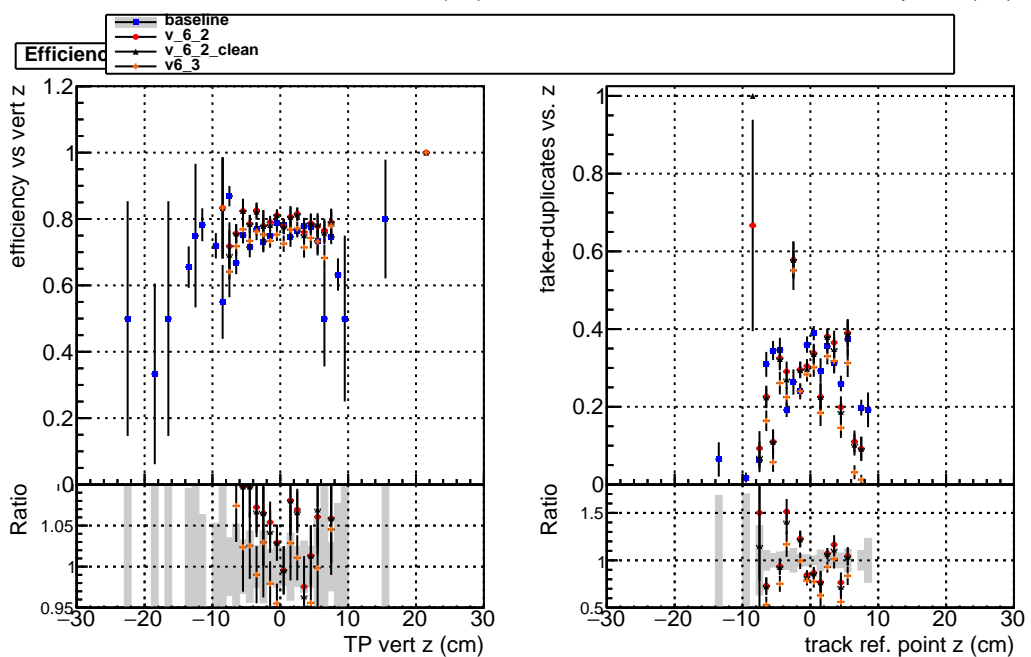 baseline
v_6_2
v_6_2_clean
v6_3
Efficienc
efficiency vs vert z
1.2
1
0.8
0.6
0.4
0.2
0
Ratio
1.05
1
0.95
−30 −20 −10 0 10 20 30
TP vert z (cm)
fake+duplicates vs. z
1
0.8
0.6
0.4
0.2
0
Ratio
1.5
1
0.5
−30 −20 −10 0 10 20 30
track ref. point z (cm)